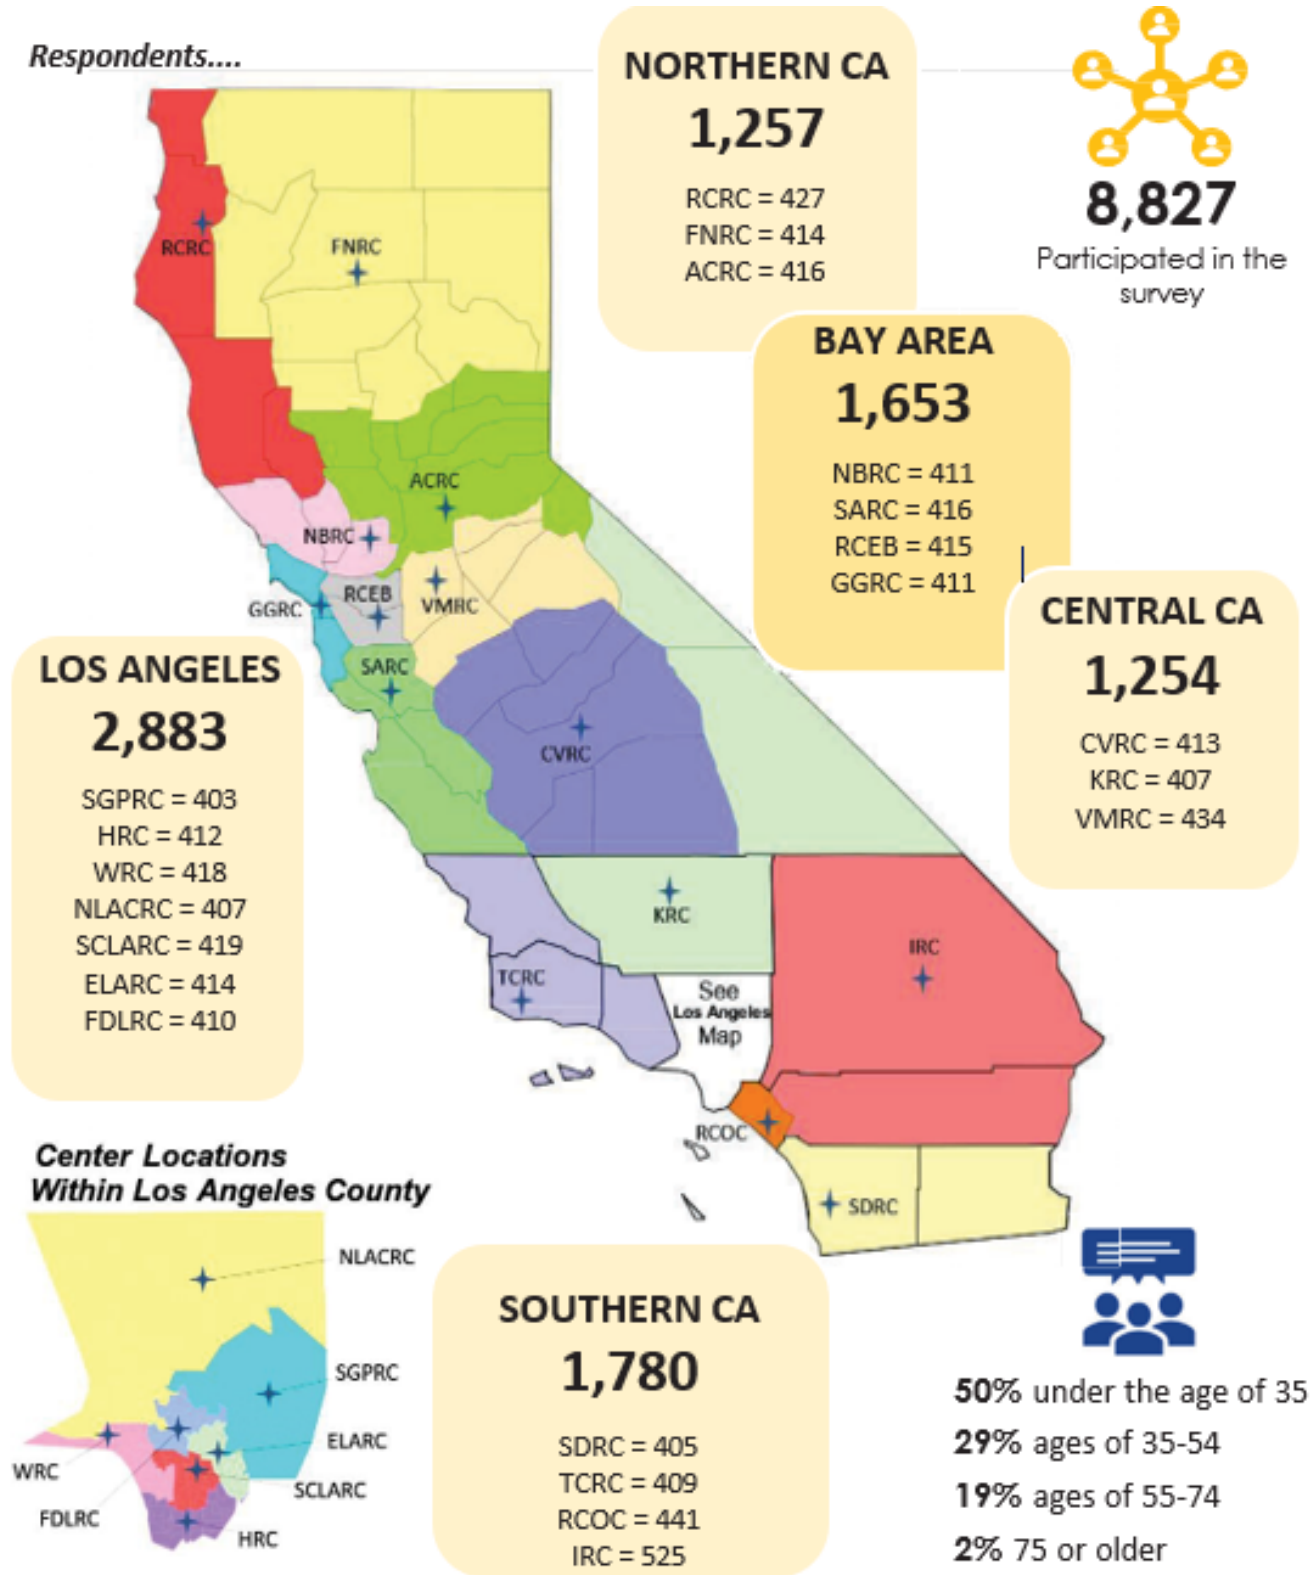 Respondents....
NORTHERN CA
1,257
RCRC = 427
FNRC = 414
ACRC = 416
8,827
Participated in the
survey
BAY AREA
1,653
NBRC = 411
SARC = 416
RCEB = 415
GGRC = 411
CENTRAL CA
1,254
CVRC = 413
KRC = 407
VMRC = 434
LOS ANGELES
2,883
SGPRC = 403
HRC = 412
WRC = 418
NLACRC = 407
SCLARC = 419
ELARC = 414
FDLRC = 410
RCRC
FNRC
ACRC
NBRC
RCEB
VMRC
GGRC
SARC
CVRC
KRC
IRC
TCRC
See
Los Angeles
Map
RCOC
SDRC
Center Locations
Within Los Angeles County
NLACRC
SGPRC
ELARC
WRC
SCLARC
FDLRC
HRC
SOUTHERN CA
1,780
SDRC = 405
TCRC = 409
RCOC = 441
IRC = 525
50% under the age of 35
29% ages of 35-54
19% ages of 55-74
2% 75 or older